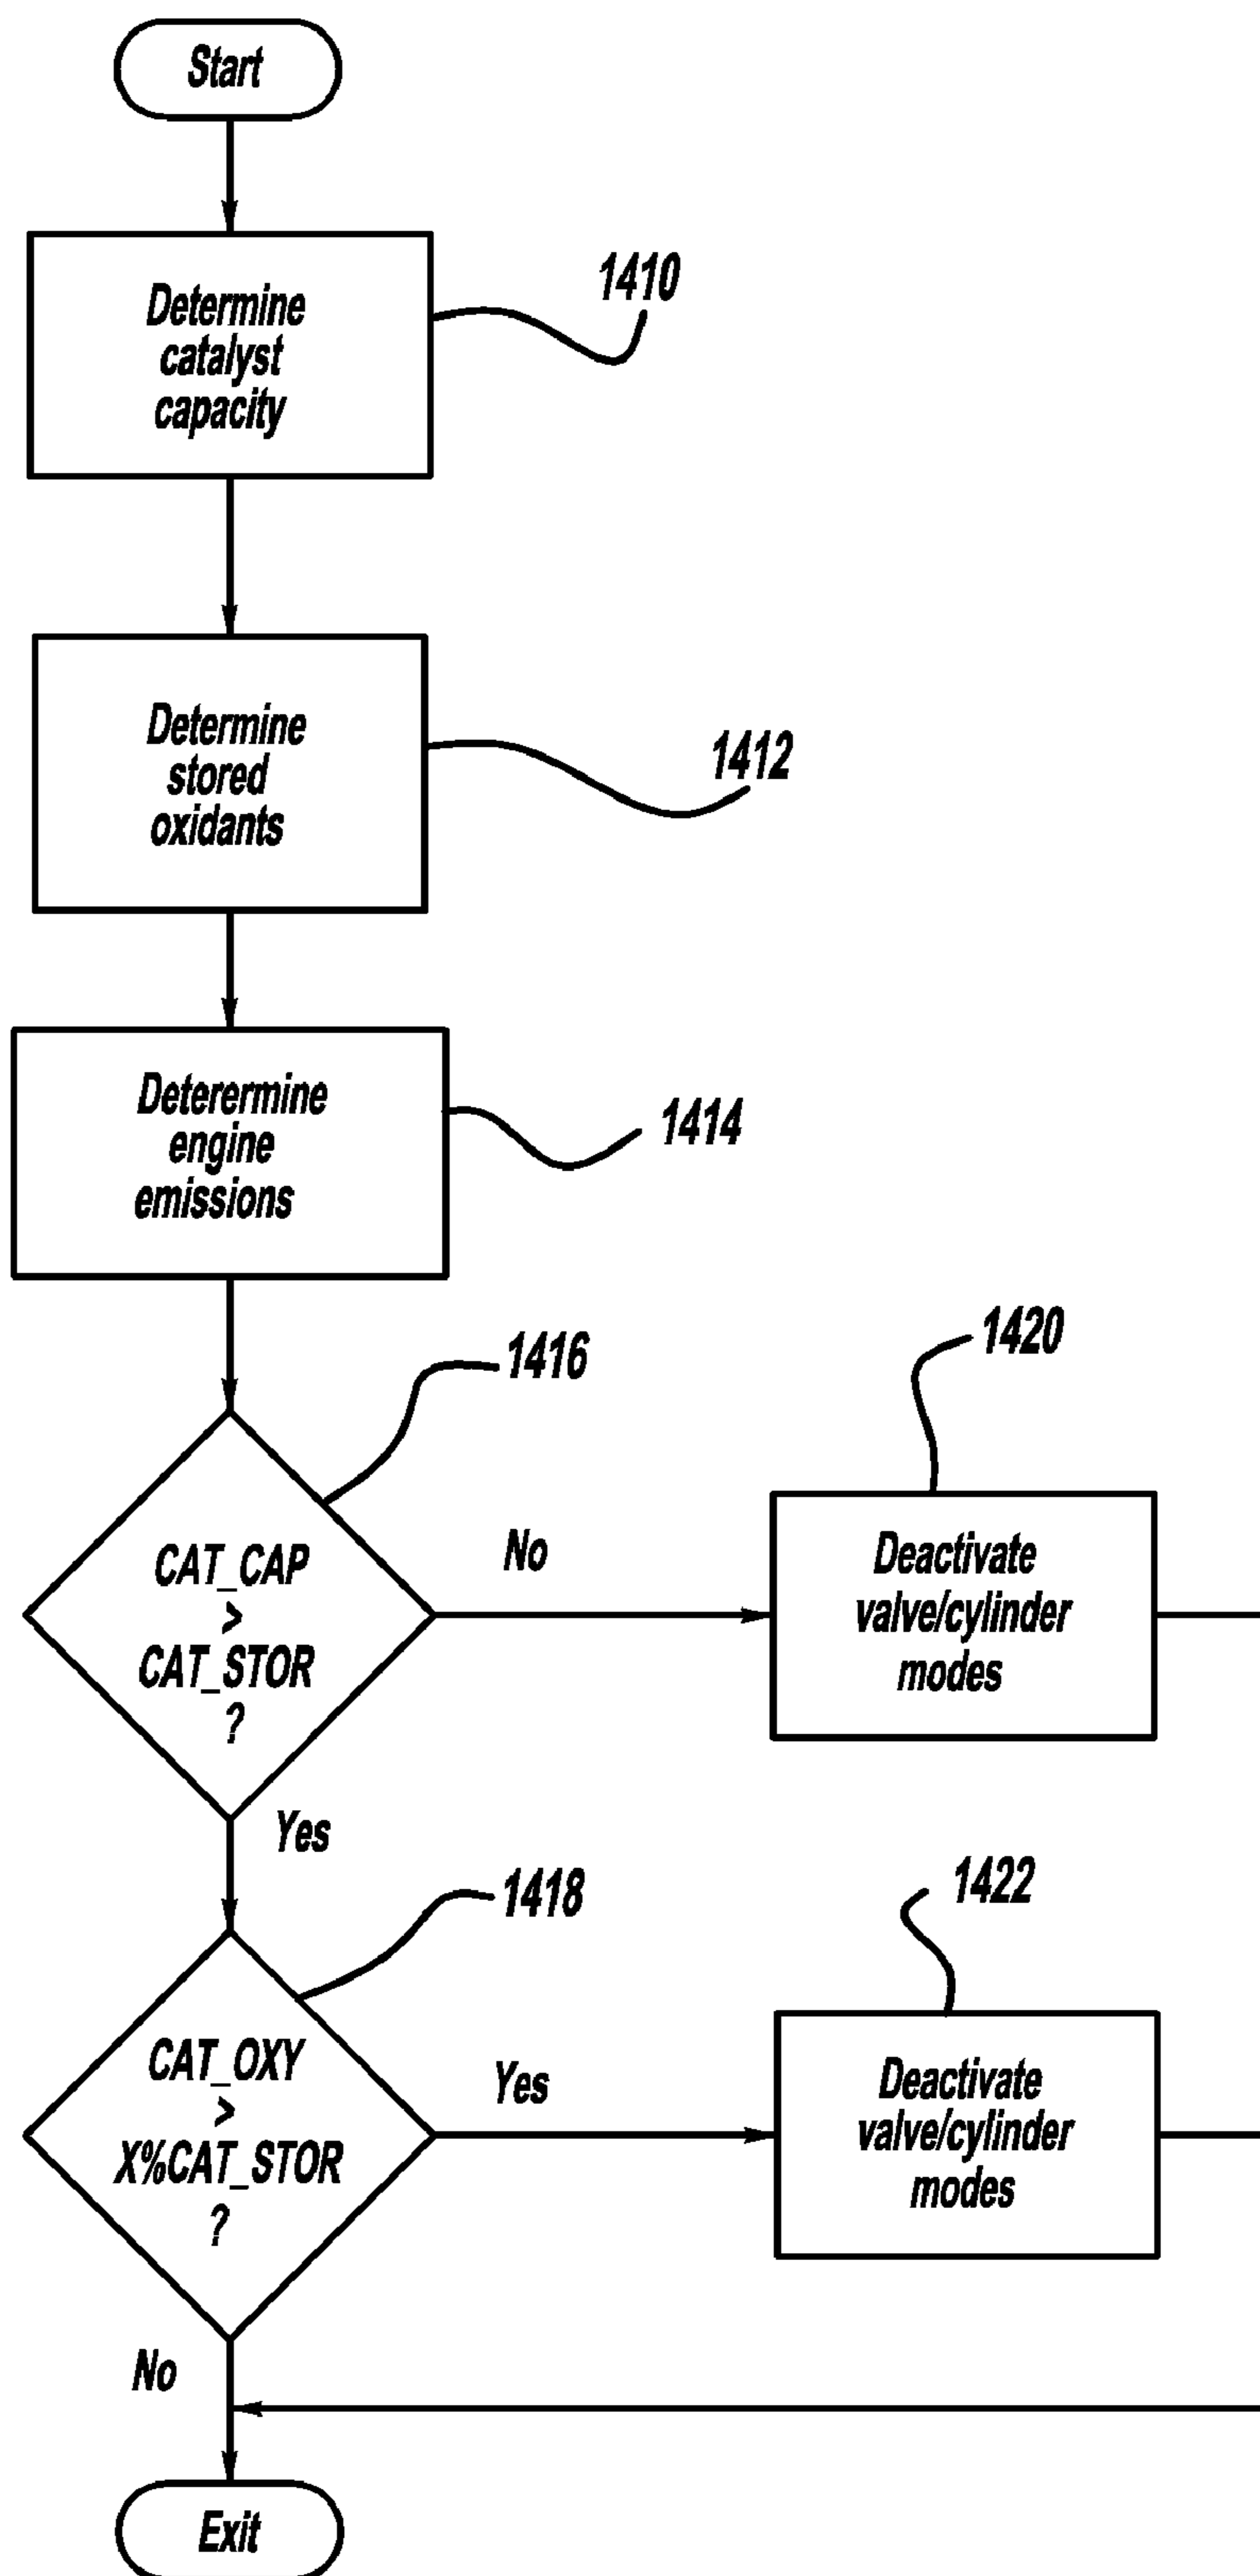 Start
Determine
catalyst
capacity
1410
Determine
stored
oxidants
1412
Deterermine
engine
emissions
1414
1416
CAT_CAP
>
CAT_STOR
?
No
1420
Deactivate
valve/cylinder
modes
Yes
1418
CAT_OXY
>
X%CAT_STOR
?
Yes
1422
Deactivate
valve/cylinder
modes
No
Exit